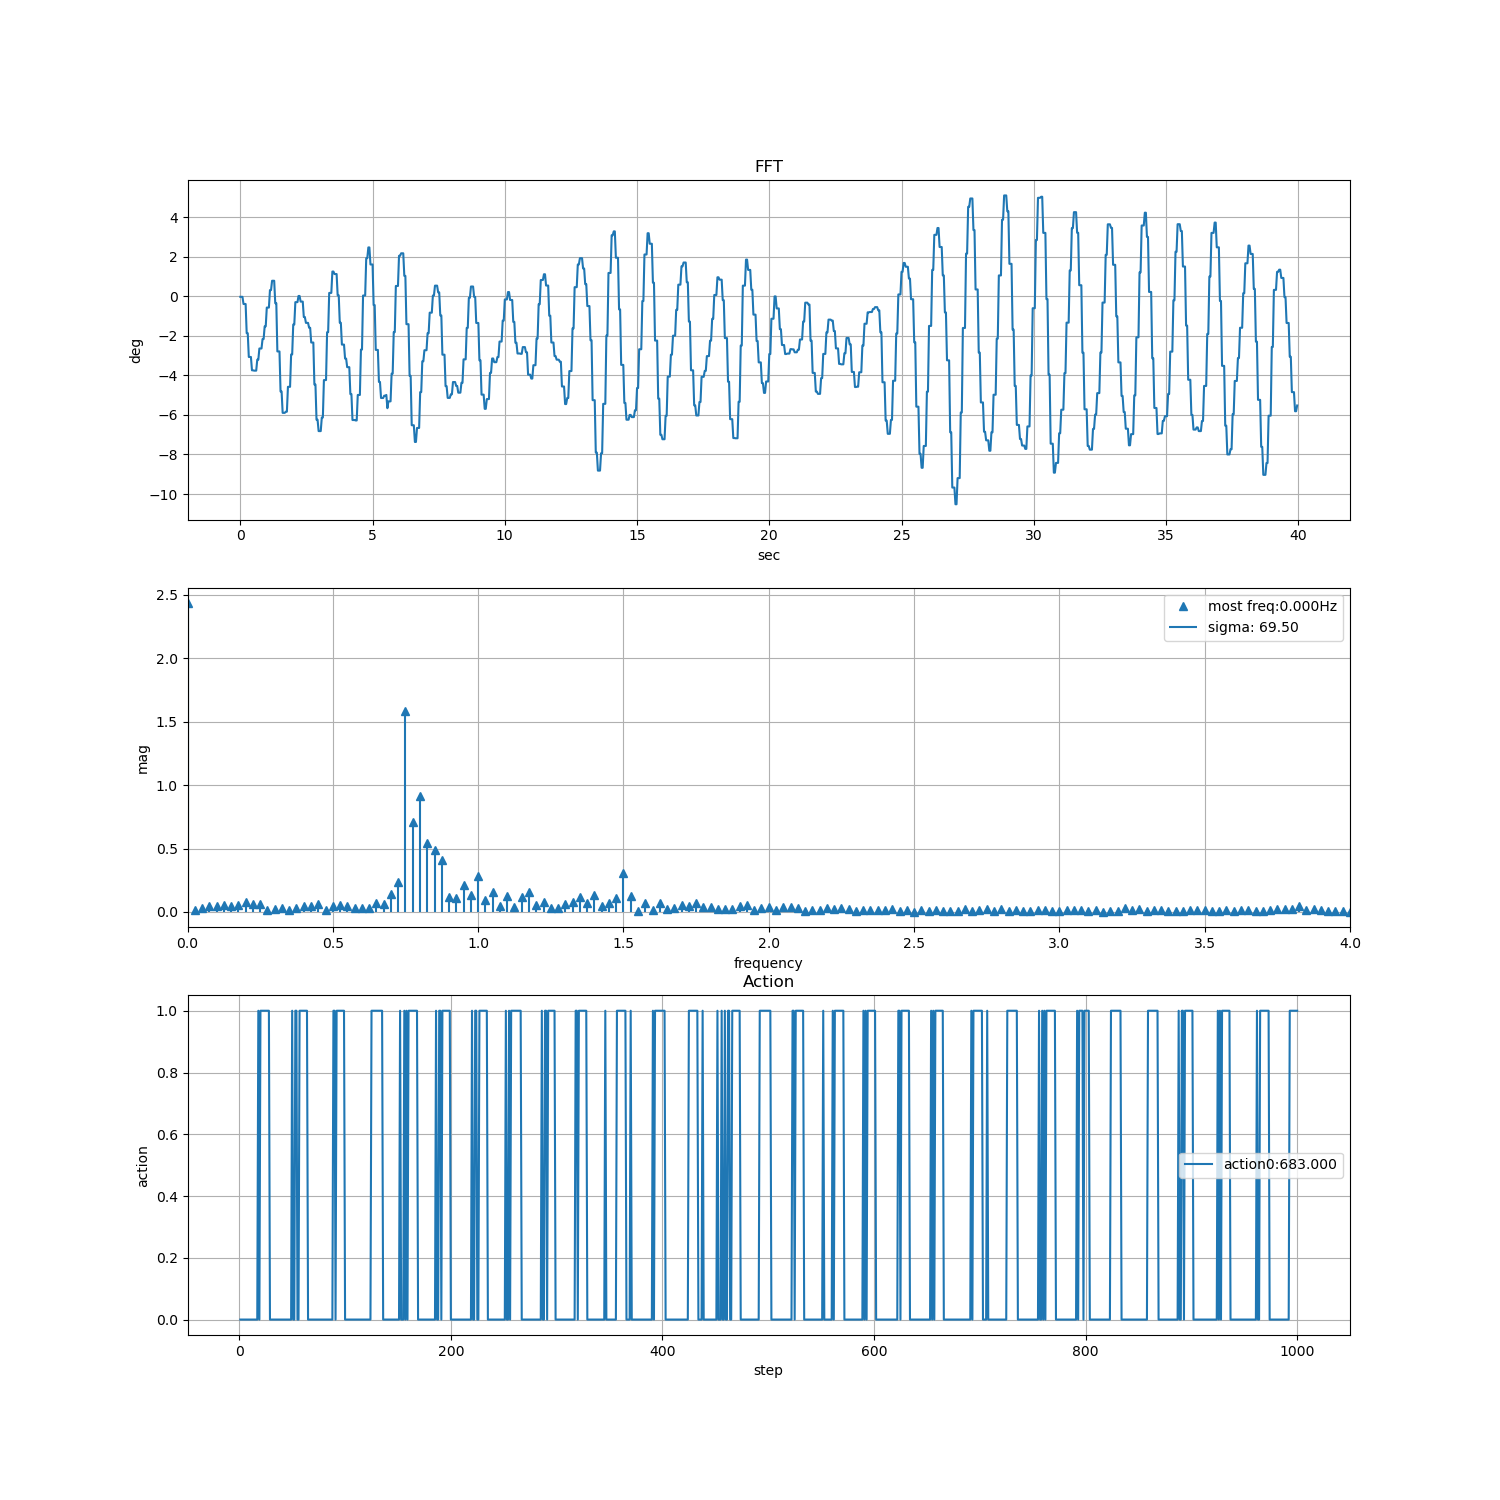 FFT
4
2
0
−2
−4
−6
−8
−10
deg
0 5 10 15 20 25 30 35 40
sec
2.5
2.0
1.5
1.0
0.5
0.0
mag
most freq:0.000Hz
sigma: 69.50
0.0 0.5 1.0 1.5 2.0 2.5 3.0 3.5 4.0
frequency
Action
1.0
0.8
0.6
0.4
0.2
0.0
action
action0:683.000
0 200 400 600 800 1000
step